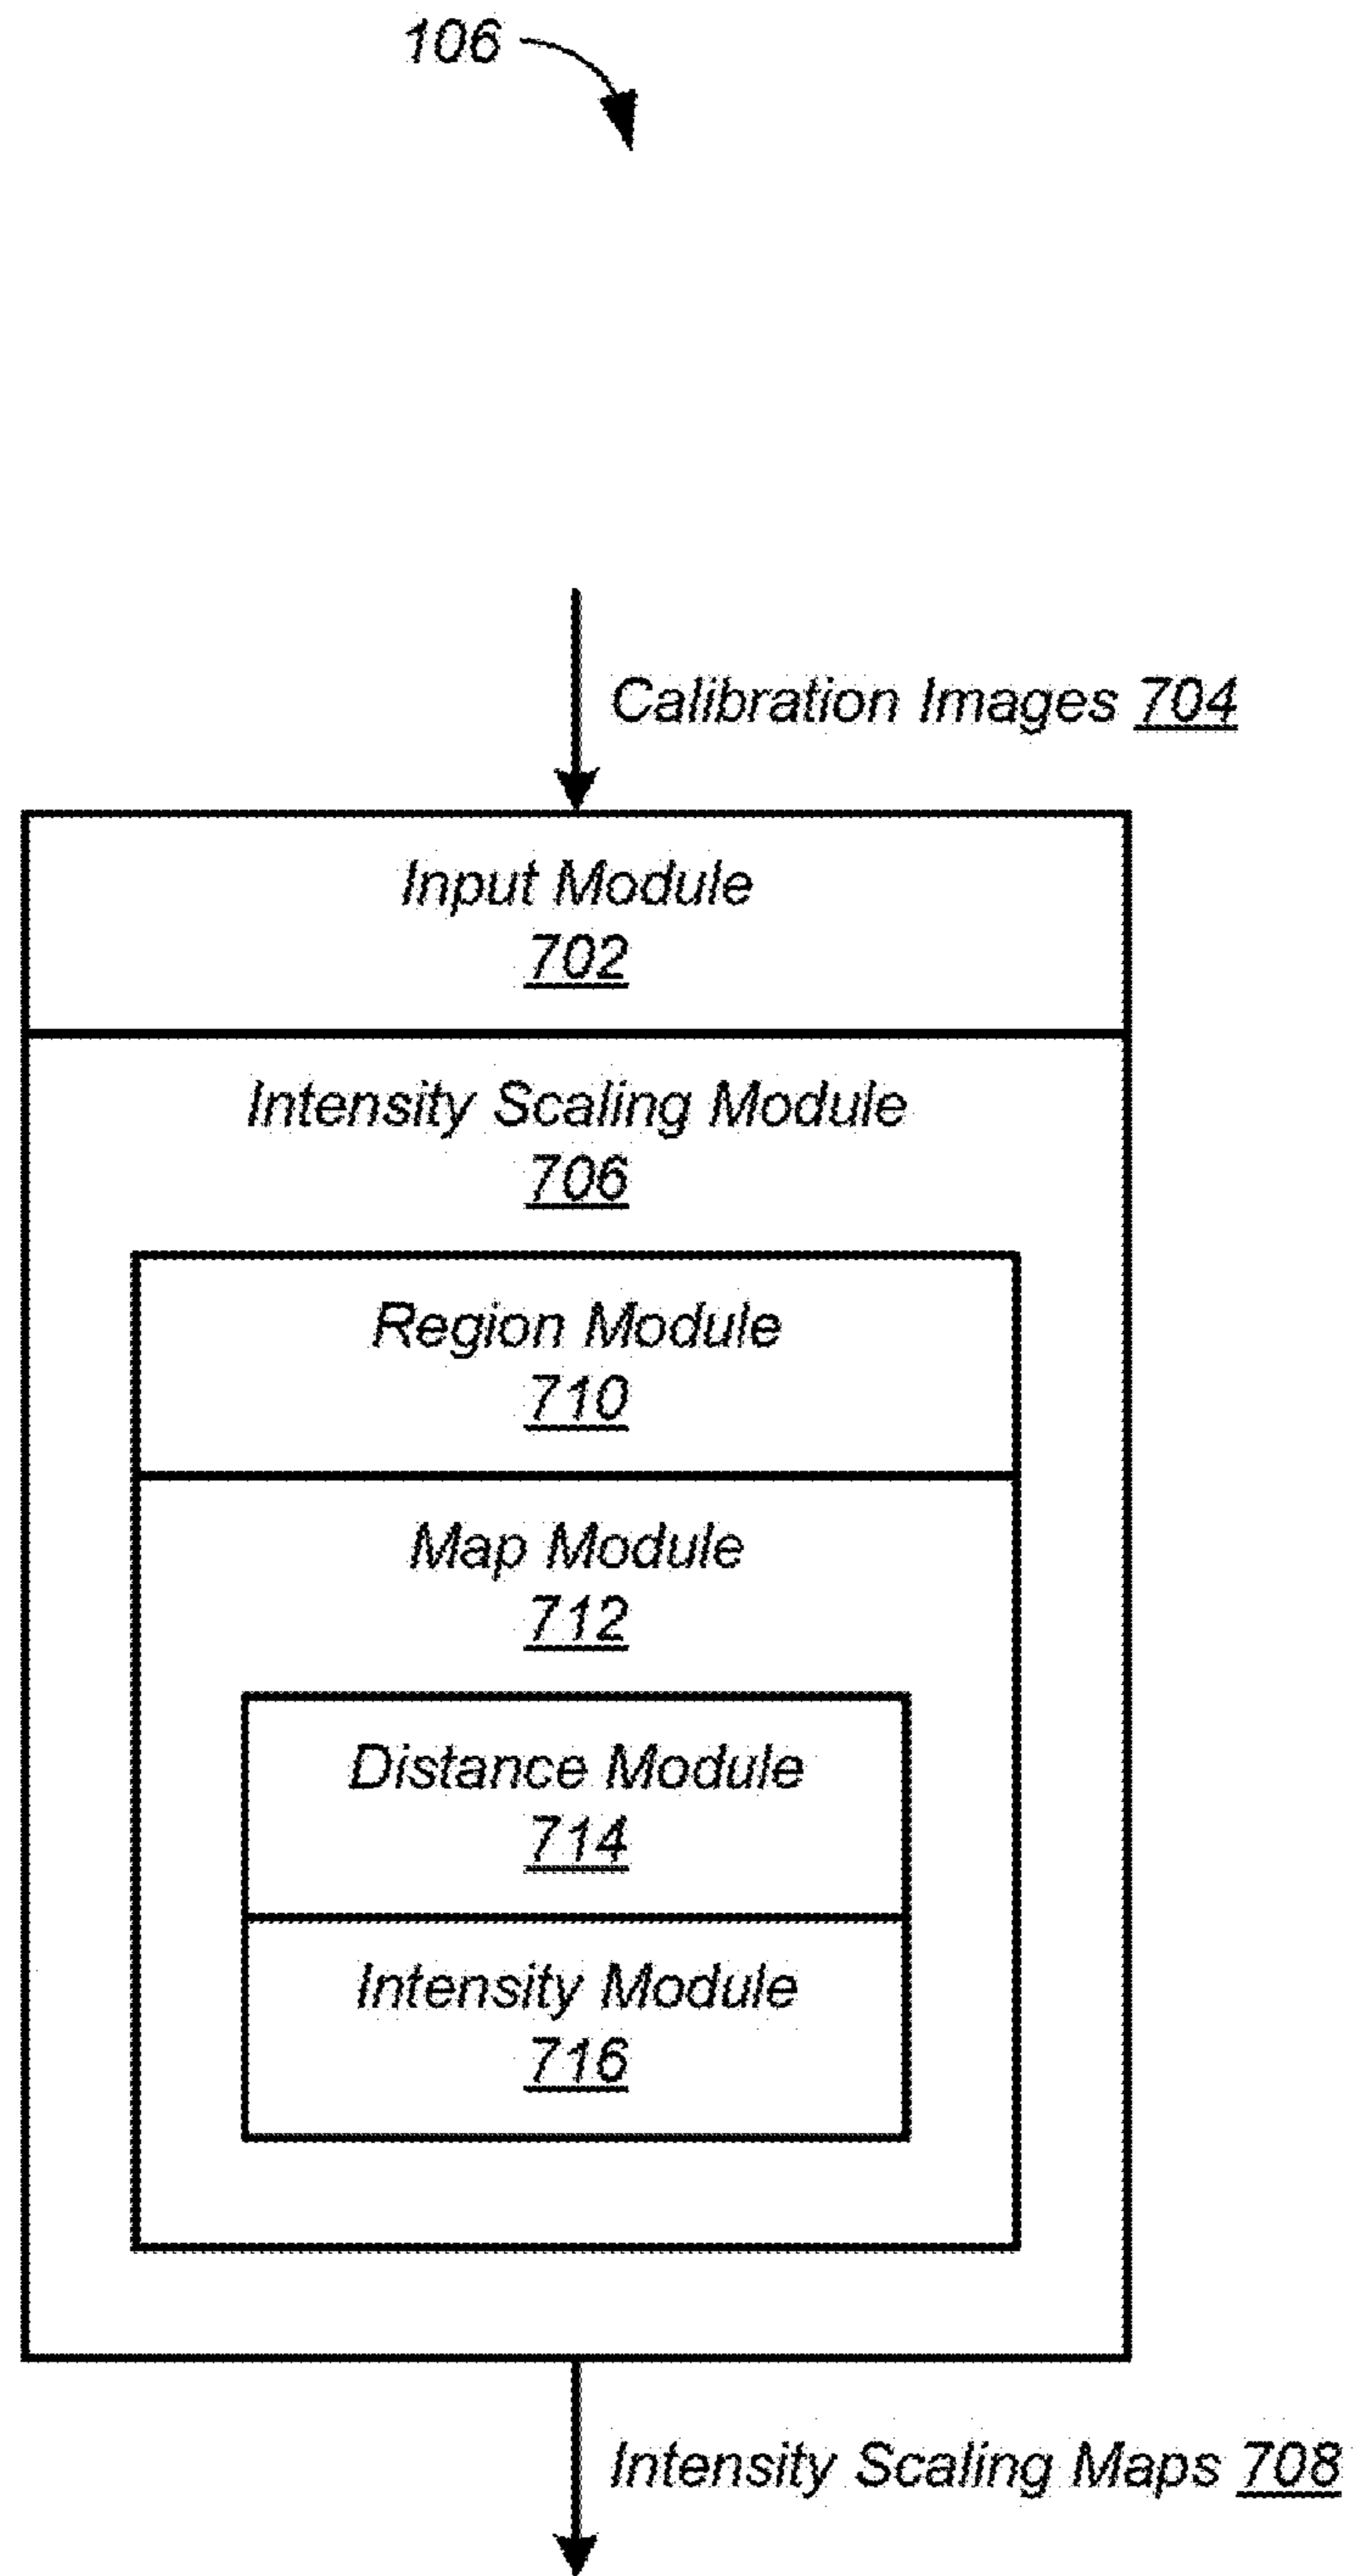 106
Calibration Images 704
Input Module
702
Intensity Scaling Module
706
Region Module
710
Map Module
712
Distance Module
714
Intensity Module
716
Intensity Scaling Maps 708